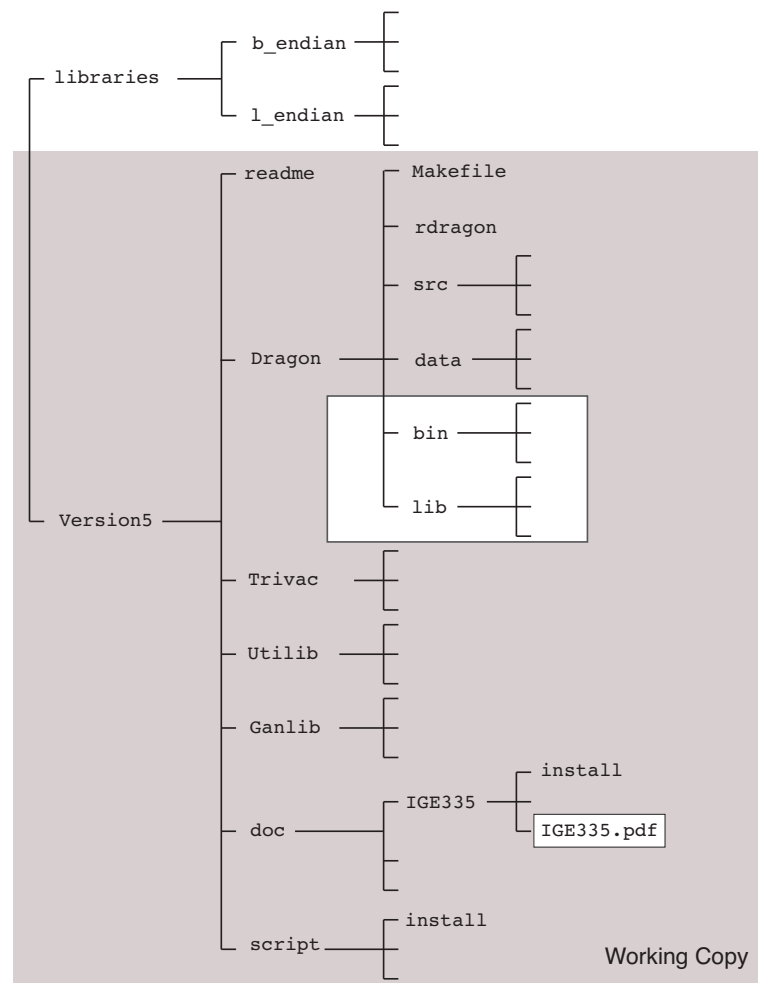 b_endian
libraries
l_endian
readme
Makefile
rdragon
src
Dragon
data
bin
lib
Version5
Trivac
Utilib
Ganlib
install
IGE335
doc
IGE335.pdf
install
script
Working Copy